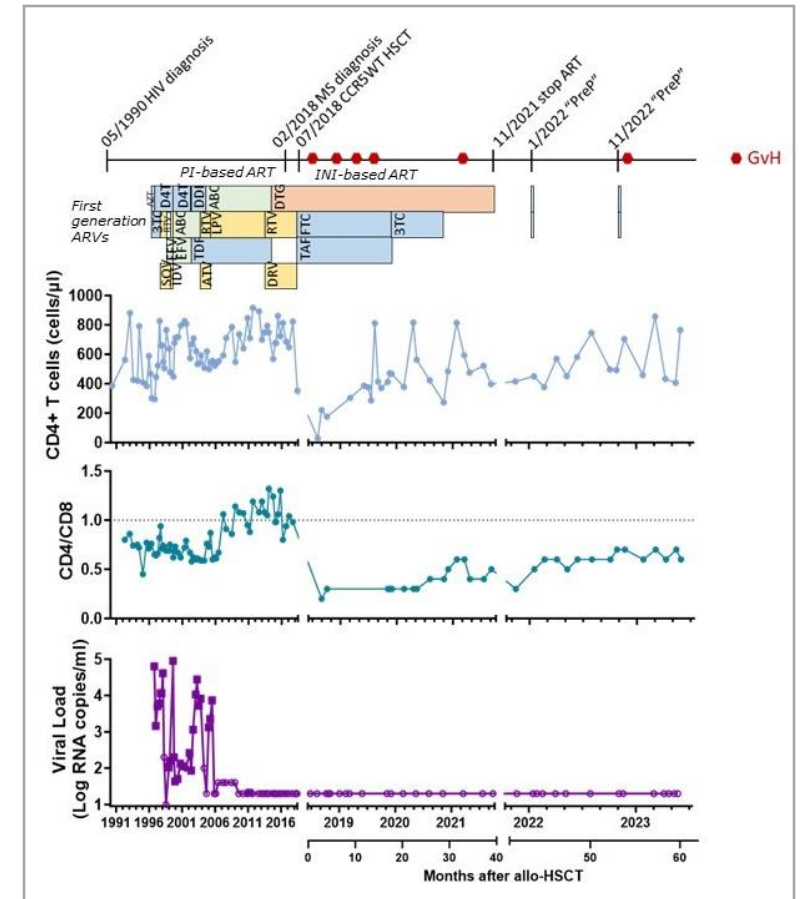 05/1990 HIV diagnosis
02/2018 MS diagnosis
07/2018 CCR5WT HSCT
11/2021 stop ART
1/2022 "PreP"
11/2022 "PreP"
GvH
PI-based ART
INI-based ART
First
generation
ARVs
AZT
D4T
D4T
DDI
ABC
DTG
3TC
RTV
ABC
RTV
LPV
RTV
FTC
3TC
EFV
EFV
TDF
TAF
SQV
IDV
ATV
DRV
CD4+ T cells (cells/µl)
1000
800
600
400
200
0
CD4/CD8
1.5
1.0
0.5
0.0
Viral Load
(Log RNA copies/ml)
5
4
3
2
1
1991 1996 2001 2006 2011 2016 2019 2020 2021 2022 2023
0 10 20 30 40 50 60
Months after allo-HSCT